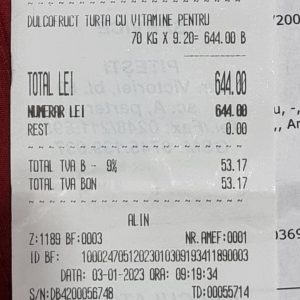 DULCOFRUCT TURTA CU VITAMINE PENTRU
70 KG X 9.20= 644.00 B
TOTAL LEI 644.00
NUMERAR LEI 644.00
REST 0.00
TOTAL TVA B - 9% 53.17
TOTAL TVA BON 53.17
ALIN
Z:1189 BF:0003 NR.AMEF:0001
ID BF: 10002470512023010309193411890003
DATA: 03-01-2023 ORA: 09:19:34
S/N:DB4200056748 TD:00055714